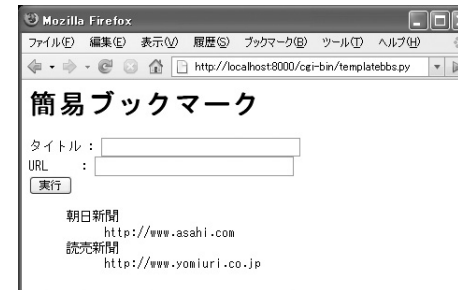 Mozilla Firefox
ファイル(F) 編集(E) 表示(V) 履歴(S) ブックマーク(B) ツール(T) ヘルプ(H)
http://localhost:8000/cgi-bin/templatebbs.py
簡易ブックマーク
タイトル :
URL :
実行
朝日新聞
http://www.asahi.com
読売新聞
http://www.yomiuri.co.jp